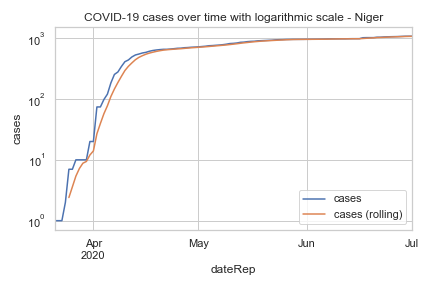 COVID-19 cases over time with logarithmic scale - Niger
10³
10²
10¹
10⁰
cases
Apr
2020
May
Jun
Jul
dateRep
cases
cases (rolling)